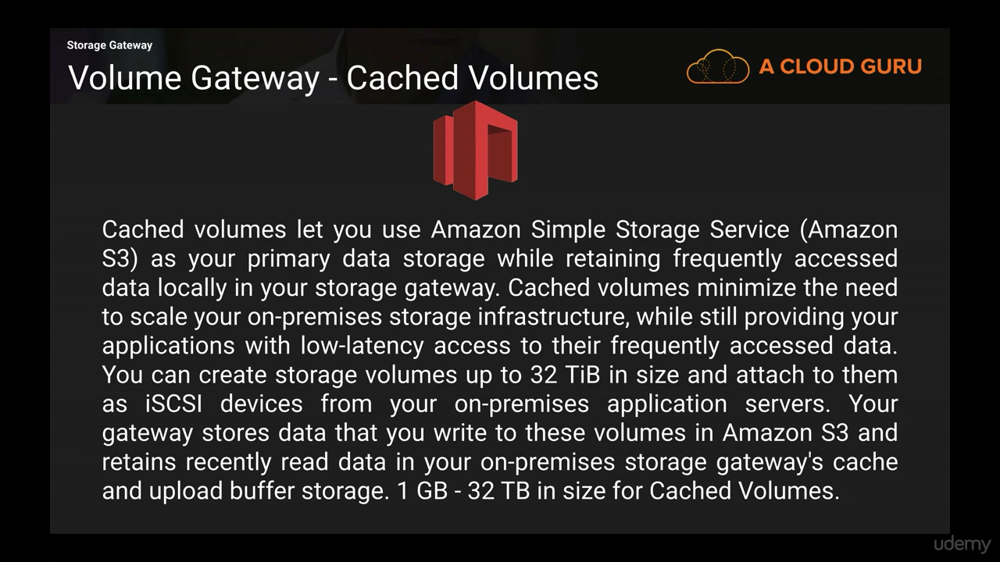 Storage Gateway
Volume Gateway - Cached Volumes
A CLOUD GURU
Cached volumes let you use Amazon Simple Storage Service (Amazon
S3) as your primary data storage while retaining frequently accessed
data locally in your storage gateway. Cached volumes minimize the need
to scale your on-premises storage infrastructure, while still providing your
applications with low-latency access to their frequently accessed data.
You can create storage volumes up to 32 TiB in size and attach to them
as iSCSI devices from your on-premises application servers. Your
gateway stores data that you write to these volumes in Amazon S3 and
retains recently read data in your on-premises storage gateway's cache
and upload buffer storage. 1 GB - 32 TB in size for Cached Volumes.
udemy